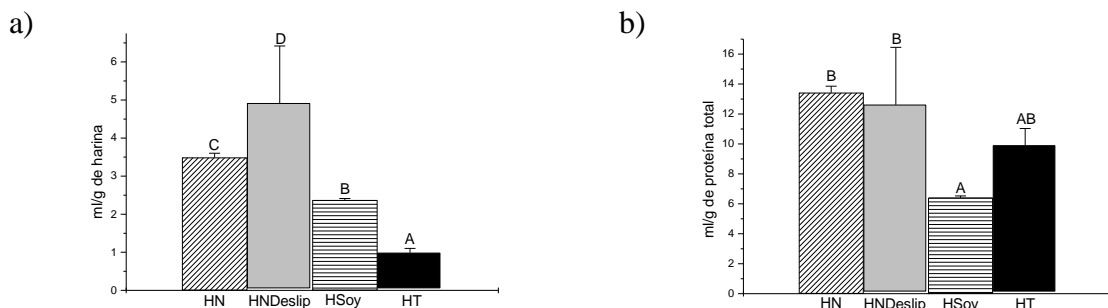 a)
ml/g de harina
6
5
4
3
2
1
0
C
D
B
A
HN HNDeslip HSoy HT
b)
ml/g de proteína total
16
14
12
10
8
6
4
2
0
B
B
A
AB
HN HNDeslip HSoy HT